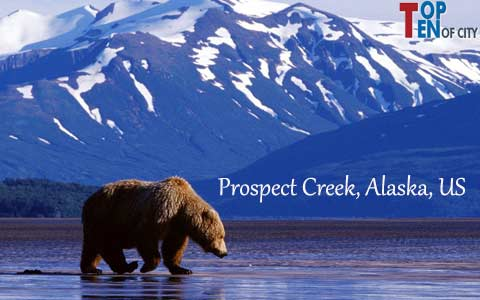 TOP
TEN OF CITY
Prospect Creek, Alaska, US